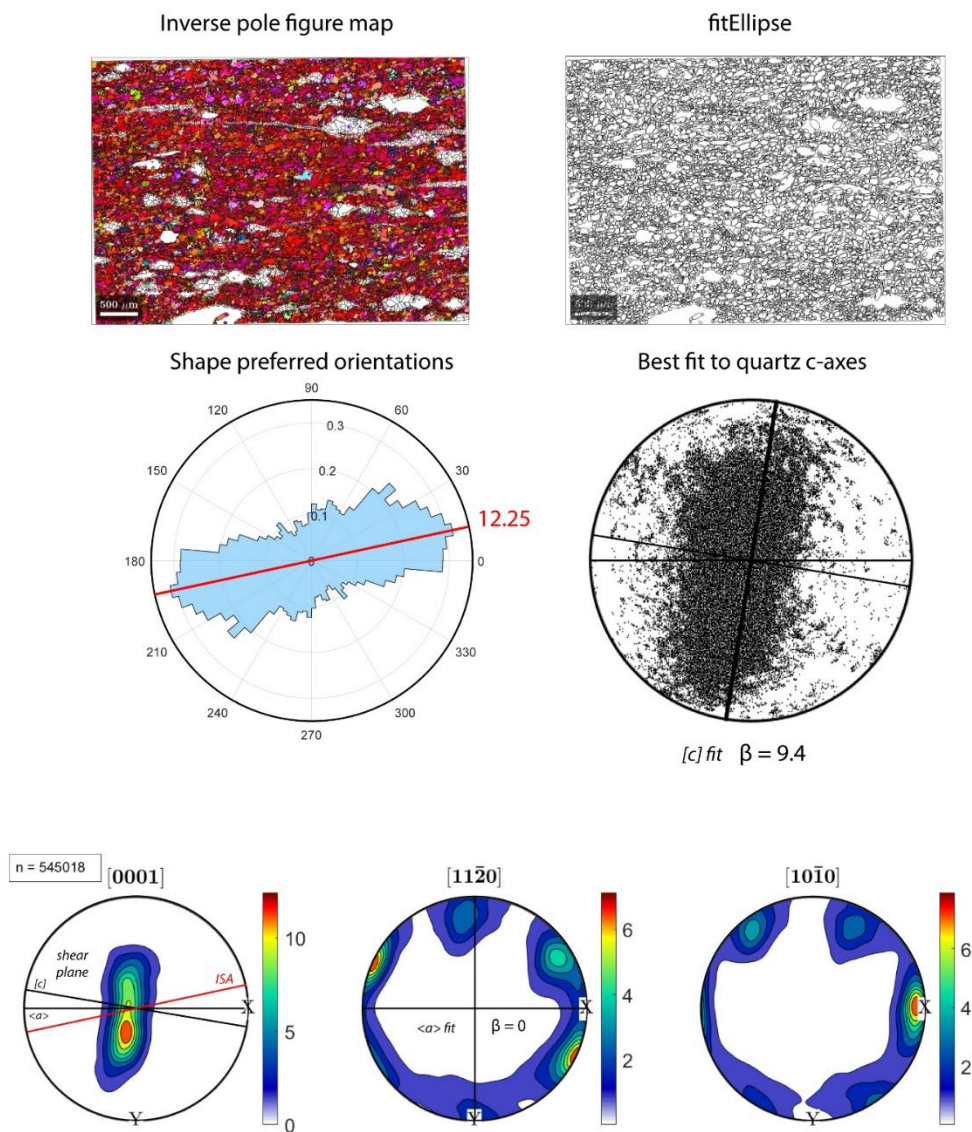 Inverse pole figure map
fitEllipse
500 μm
500 μm
Shape preferred orientations
Best fit to quartz c-axes
90
120
60
0.3
150
30
0.2
0.1
12.25
180
0
0
210
330
240
300
270
[c] fit β = 9.4
n = 545018
[0001]
[112̅0]
[101̅0]
shear
plane
ISA
[c]
<a>
X
Y
10
5
0
<a> fit
β = 0
X
Y
6
4
2
X
Y
6
4
2